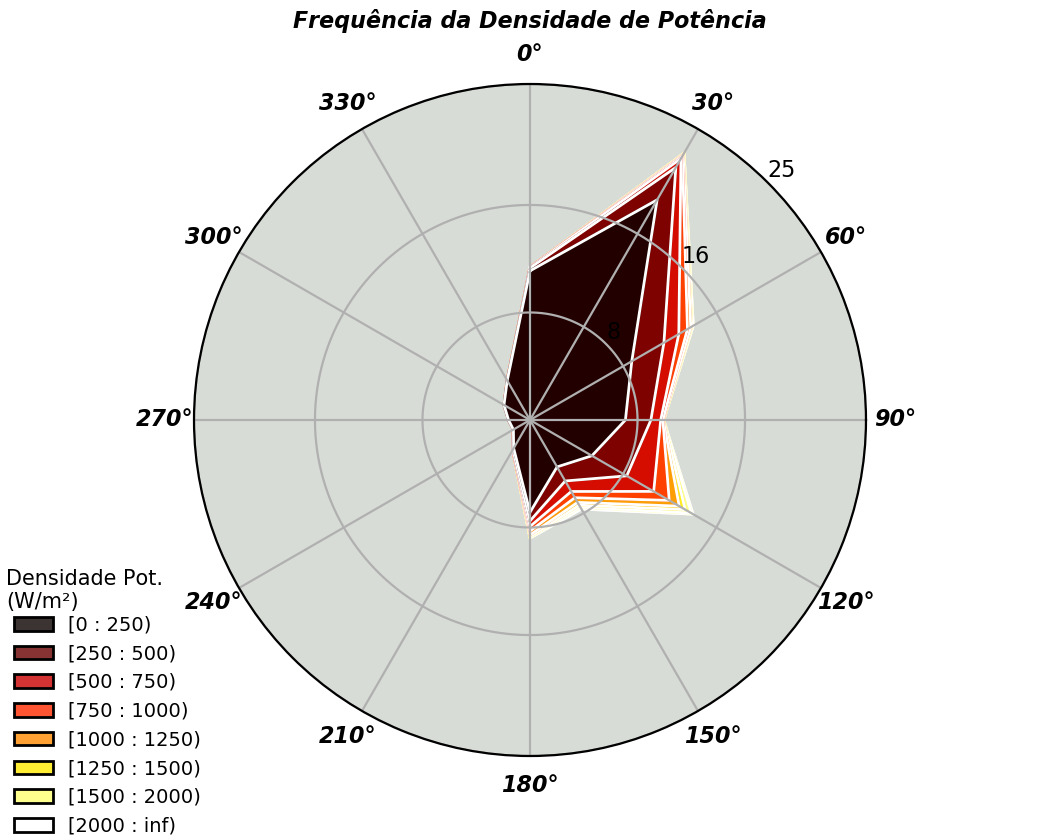 Frequência da Densidade de Potência
0°
330°
30°
25
300°
60°
16
8
270°
90°
240°
120°
210°
150°
180°
Densidade Pot.
(W/m²)
[0 : 250)
[250 : 500)
[500 : 750)
[750 : 1000)
[1000 : 1250)
[1250 : 1500)
[1500 : 2000)
[2000 : inf)